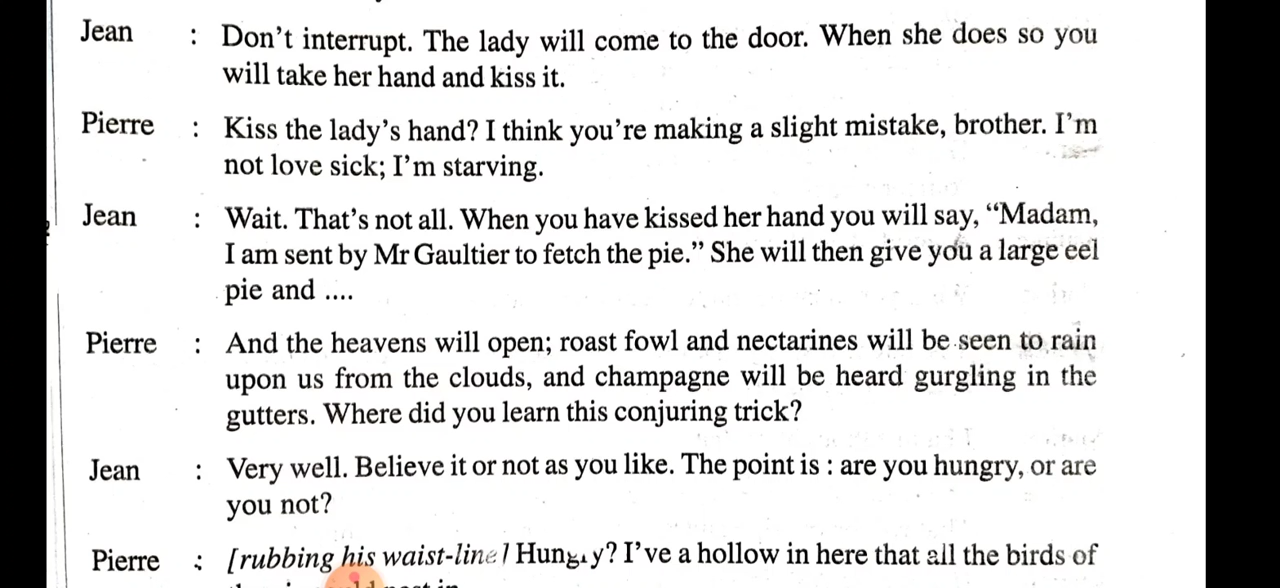 Jean : Don't interrupt. The lady will come to the door. When she does so you
will take her hand and kiss it.
Pierre : Kiss the lady's hand? I think you're making a slight mistake, brother. I'm
not love sick; I'm starving.
Jean : Wait. That's not all. When you have kissed her hand you will say, "Madam,
I am sent by Mr Gaultier to fetch the pie." She will then give you a large eel
pie and ....
Pierre : And the heavens will open; roast fowl and nectarines will be seen to rain
upon us from the clouds, and champagne will be heard gurgling in the
gutters. Where did you learn this conjuring trick?
Jean : Very well. Believe it or not as you like. The point is : are you hungry, or are
you not?
Pierre : [rubbing his waist-line] Hungry? I've a hollow in here that all the birds of